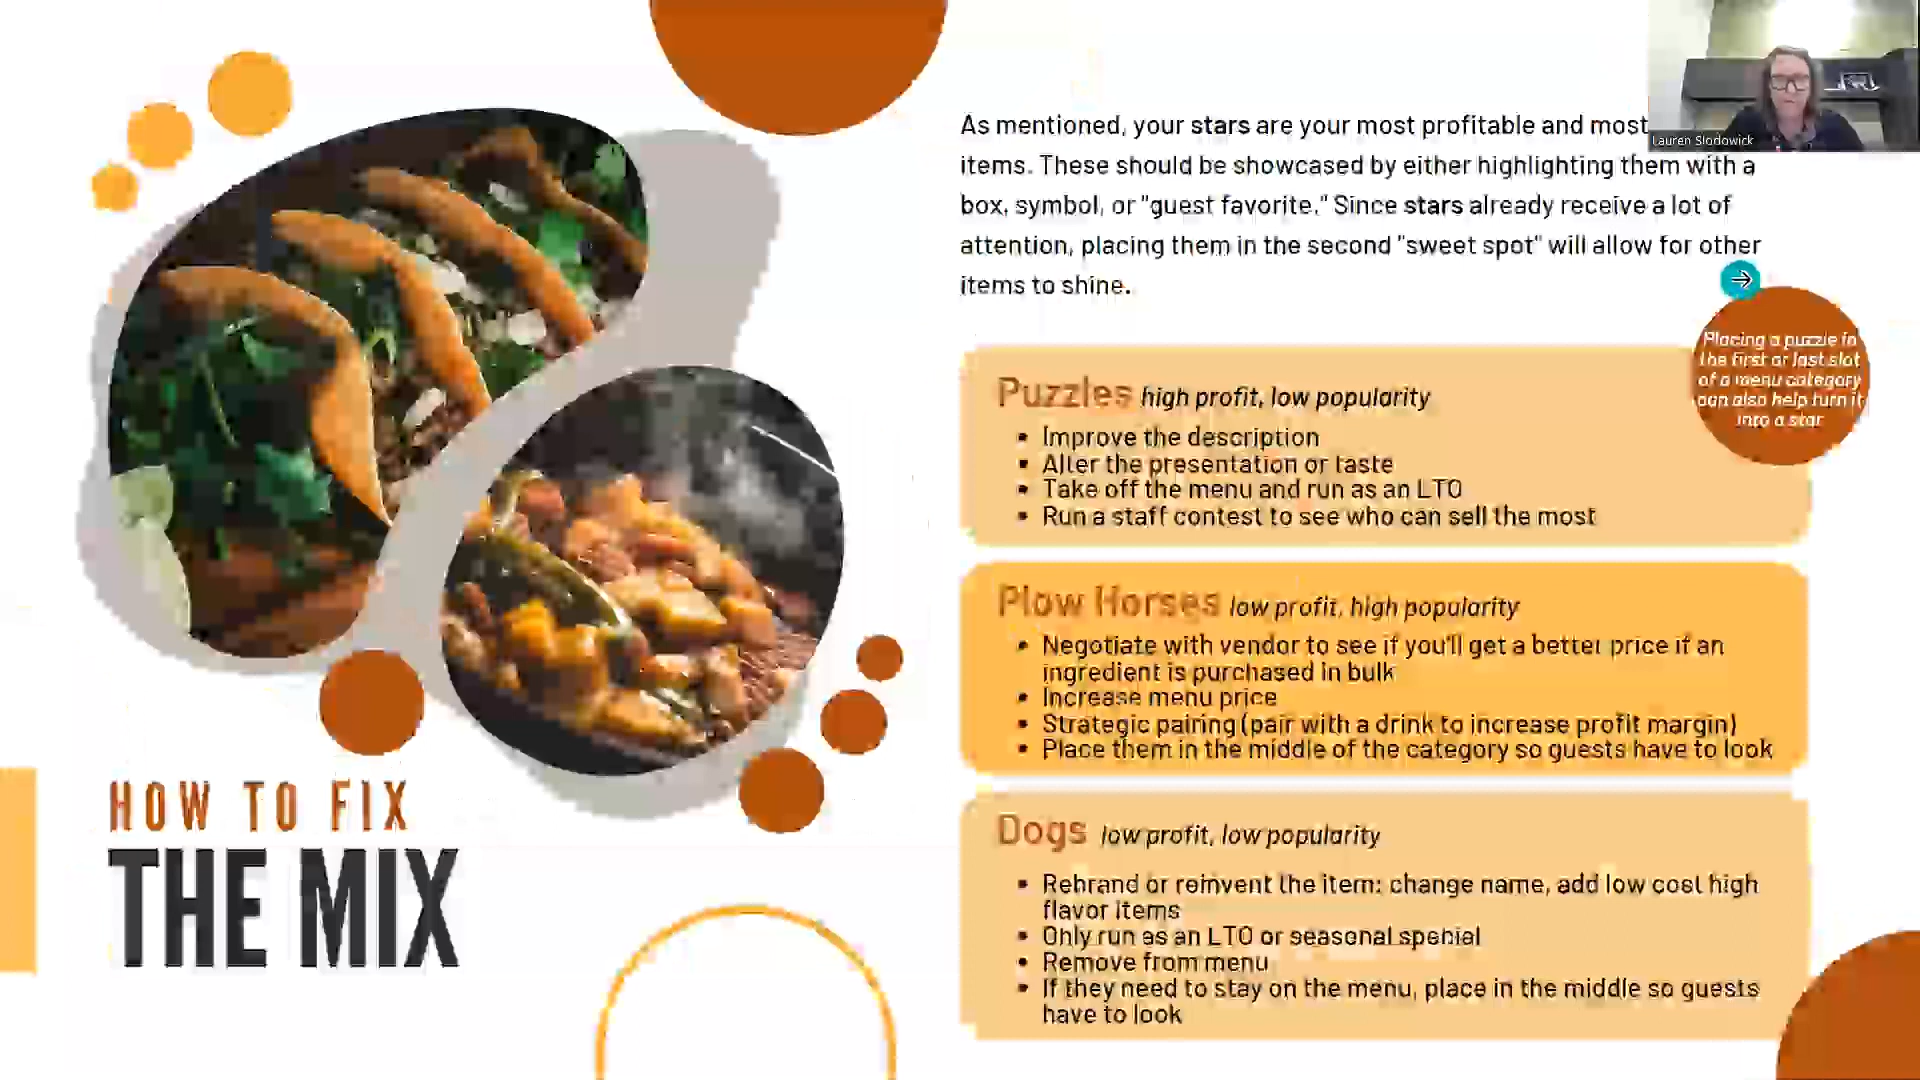 As mentioned, your stars are your most profitable and most
items. These should be showcased by either highlighting them with a
box, symbol, or "guest favorite." Since stars already receive a lot of
attention, placing them in the second "sweet spot" will allow for other
items to shine.
Lauren Slodowick
Placing a puzzle in
the first or last slot
of a menu category
can also help turn it
into a star
Puzzles high profit, low popularity
• Improve the description
• Alter the presentation or taste
• Take off the menu and run as an LTO
• Run a staff contest to see who can sell the most
Plow Horses low profit, high popularity
• Negotiate with vendor to see if you'll get a better price if an
ingredient is purchased in bulk
• Increase menu price
• Strategic pairing (pair with a drink to increase profit margin)
• Place them in the middle of the category so guests have to look
Dogs low profit, low popularity
• Rebrand or reinvent the item: change name, add low cost high
flavor items
• Only run as an LTO or seasonal special
• Remove from menu
• If they need to stay on the menu, place in the middle so guests
have to look
HOW TO FIX
THE MIX